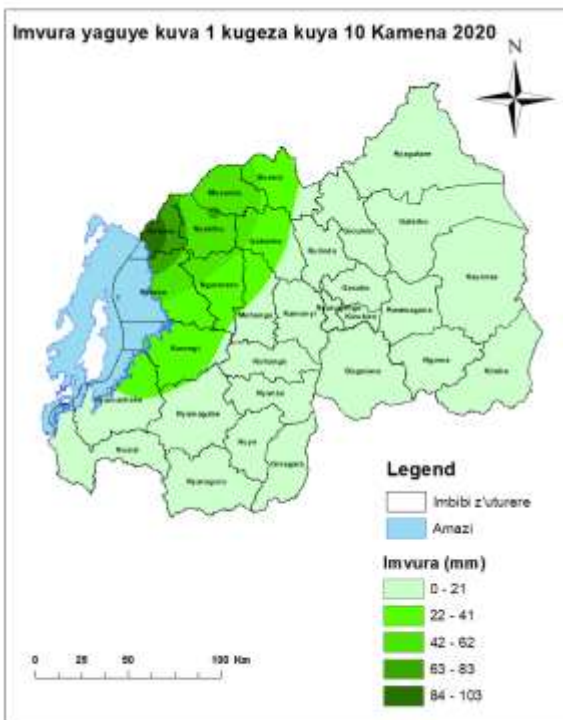 Imvura yaguye kuva 1 kugeza kuya 10 Kamena 2020
N
Nyagatare
Burera
Musanze
Gatsibo
Gicumbi
Rubavu
Nyabihu
Gakenke
Rulindo
Kayonza
Rutsiro
Ngororero
Gasabo
Rwamagana
Muhanga
Kamonyi
Kicukiro
Karongi
Ngoma
Kirehe
Ruhango
Bugesera
Nyanza
Nyamasheke
Nyamagabe
Huye
Rusizi
Gisagara
Nyaruguru
Legend
Imbibi z'uturere
Amazi
Imvura (mm)
0 - 21
22 - 41
42 - 62
63 - 83
84 - 103
0 25 50 100 Km